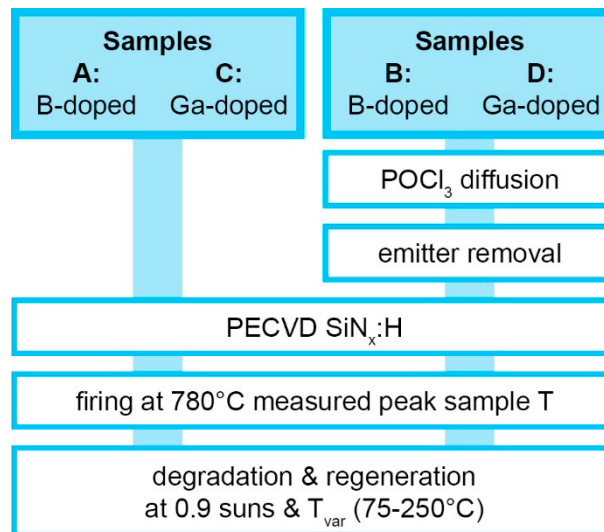 Samples
A: C:
B-doped Ga-doped
Samples
B: D:
B-doped Ga-doped
POCl₃ diffusion
emitter removal
PECVD SiNₓ:H
firing at 780°C measured peak sample T
degradation & regeneration
at 0.9 suns & T_var (75-250°C)